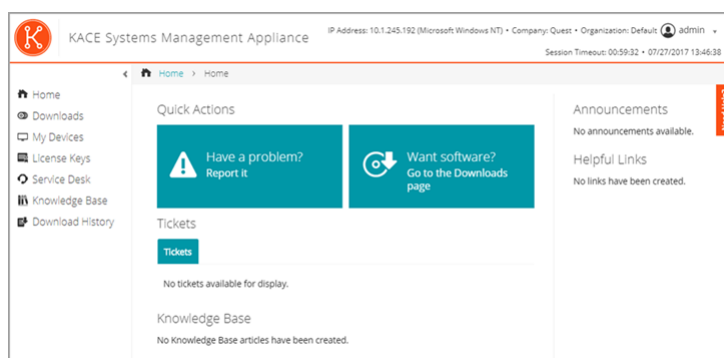 KACE Systems Management Appliance
IP Address: 10.1.245.192 (Microsoft Windows NT) • Company: Quest • Organization: Default admin
Session Timeout: 00:59:32 • 07/27/2017 13:46:38
Home > Home
Home
Downloads
My Devices
License Keys
Service Desk
Knowledge Base
Download History
Quick Actions
Have a problem?
Report it
Want software?
Go to the Downloads
page
Tickets
Tickets
No tickets available for display.
Knowledge Base
No Knowledge Base articles have been created.
Announcements
No announcements available.
Helpful Links
No links have been created.